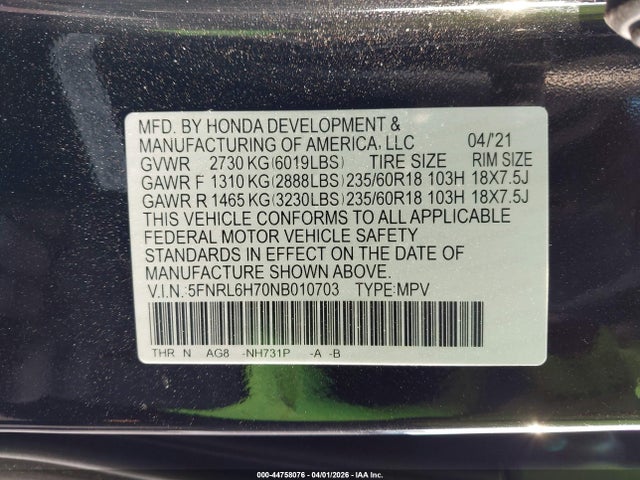 MFD. BY HONDA DEVELOPMENT &
MANUFACTURING OF AMERICA, LLC 04/'21
GVWR 2730 KG (6019LBS) TIRE SIZE RIM SIZE
GAWR F 1310 KG (2888LBS) 235/60R18 103H 18X7.5J
GAWR R 1465 KG (3230LBS) 235/60R18 103H 18X7.5J
THIS VEHICLE CONFORMS TO ALL APPLICABLE
FEDERAL MOTOR VEHICLE SAFETY
STANDARDS IN EFFECT ON THE DATE OF
MANUFACTURE SHOWN ABOVE.
V.I.N. 5FNRL6H70NB010703 TYPE:MPV
THR N AG8 -NH731P -A -B
000-44758076 | 04/01/2026 | IAA Inc.